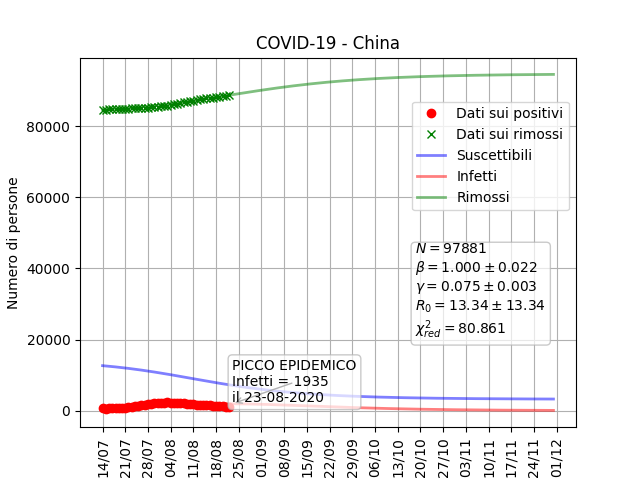 COVID-19 - China
Numero di persone
80000
60000
40000
20000
0
Dati sui positivi
Dati sui rimossi
Suscettibili
Infetti
Rimossi
N = 97881
β = 1.000 ± 0.022
γ = 0.075 ± 0.003
R₀ = 13.34 ± 13.34
χ²red = 80.861
PICCO EPIDEMICO
Infetti = 1935
il 23-08-2020
14/07
21/07
28/07
04/08
11/08
18/08
25/08
01/09
08/09
15/09
22/09
29/09
06/10
13/10
20/10
27/10
03/11
10/11
17/11
24/11
01/12